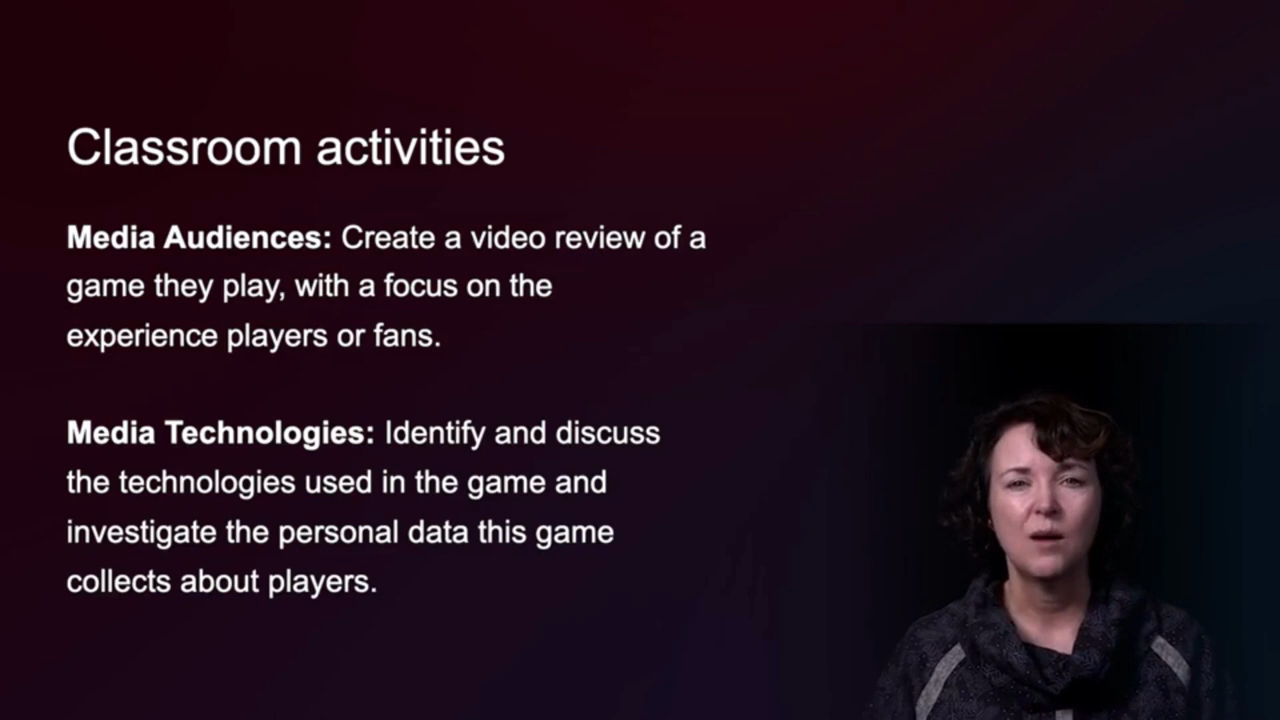 Classroom activities
Media Audiences: Create a video review of a
game they play, with a focus on the
experience players or fans.
Media Technologies: Identify and discuss
the technologies used in the game and
investigate the personal data this game
collects about players.